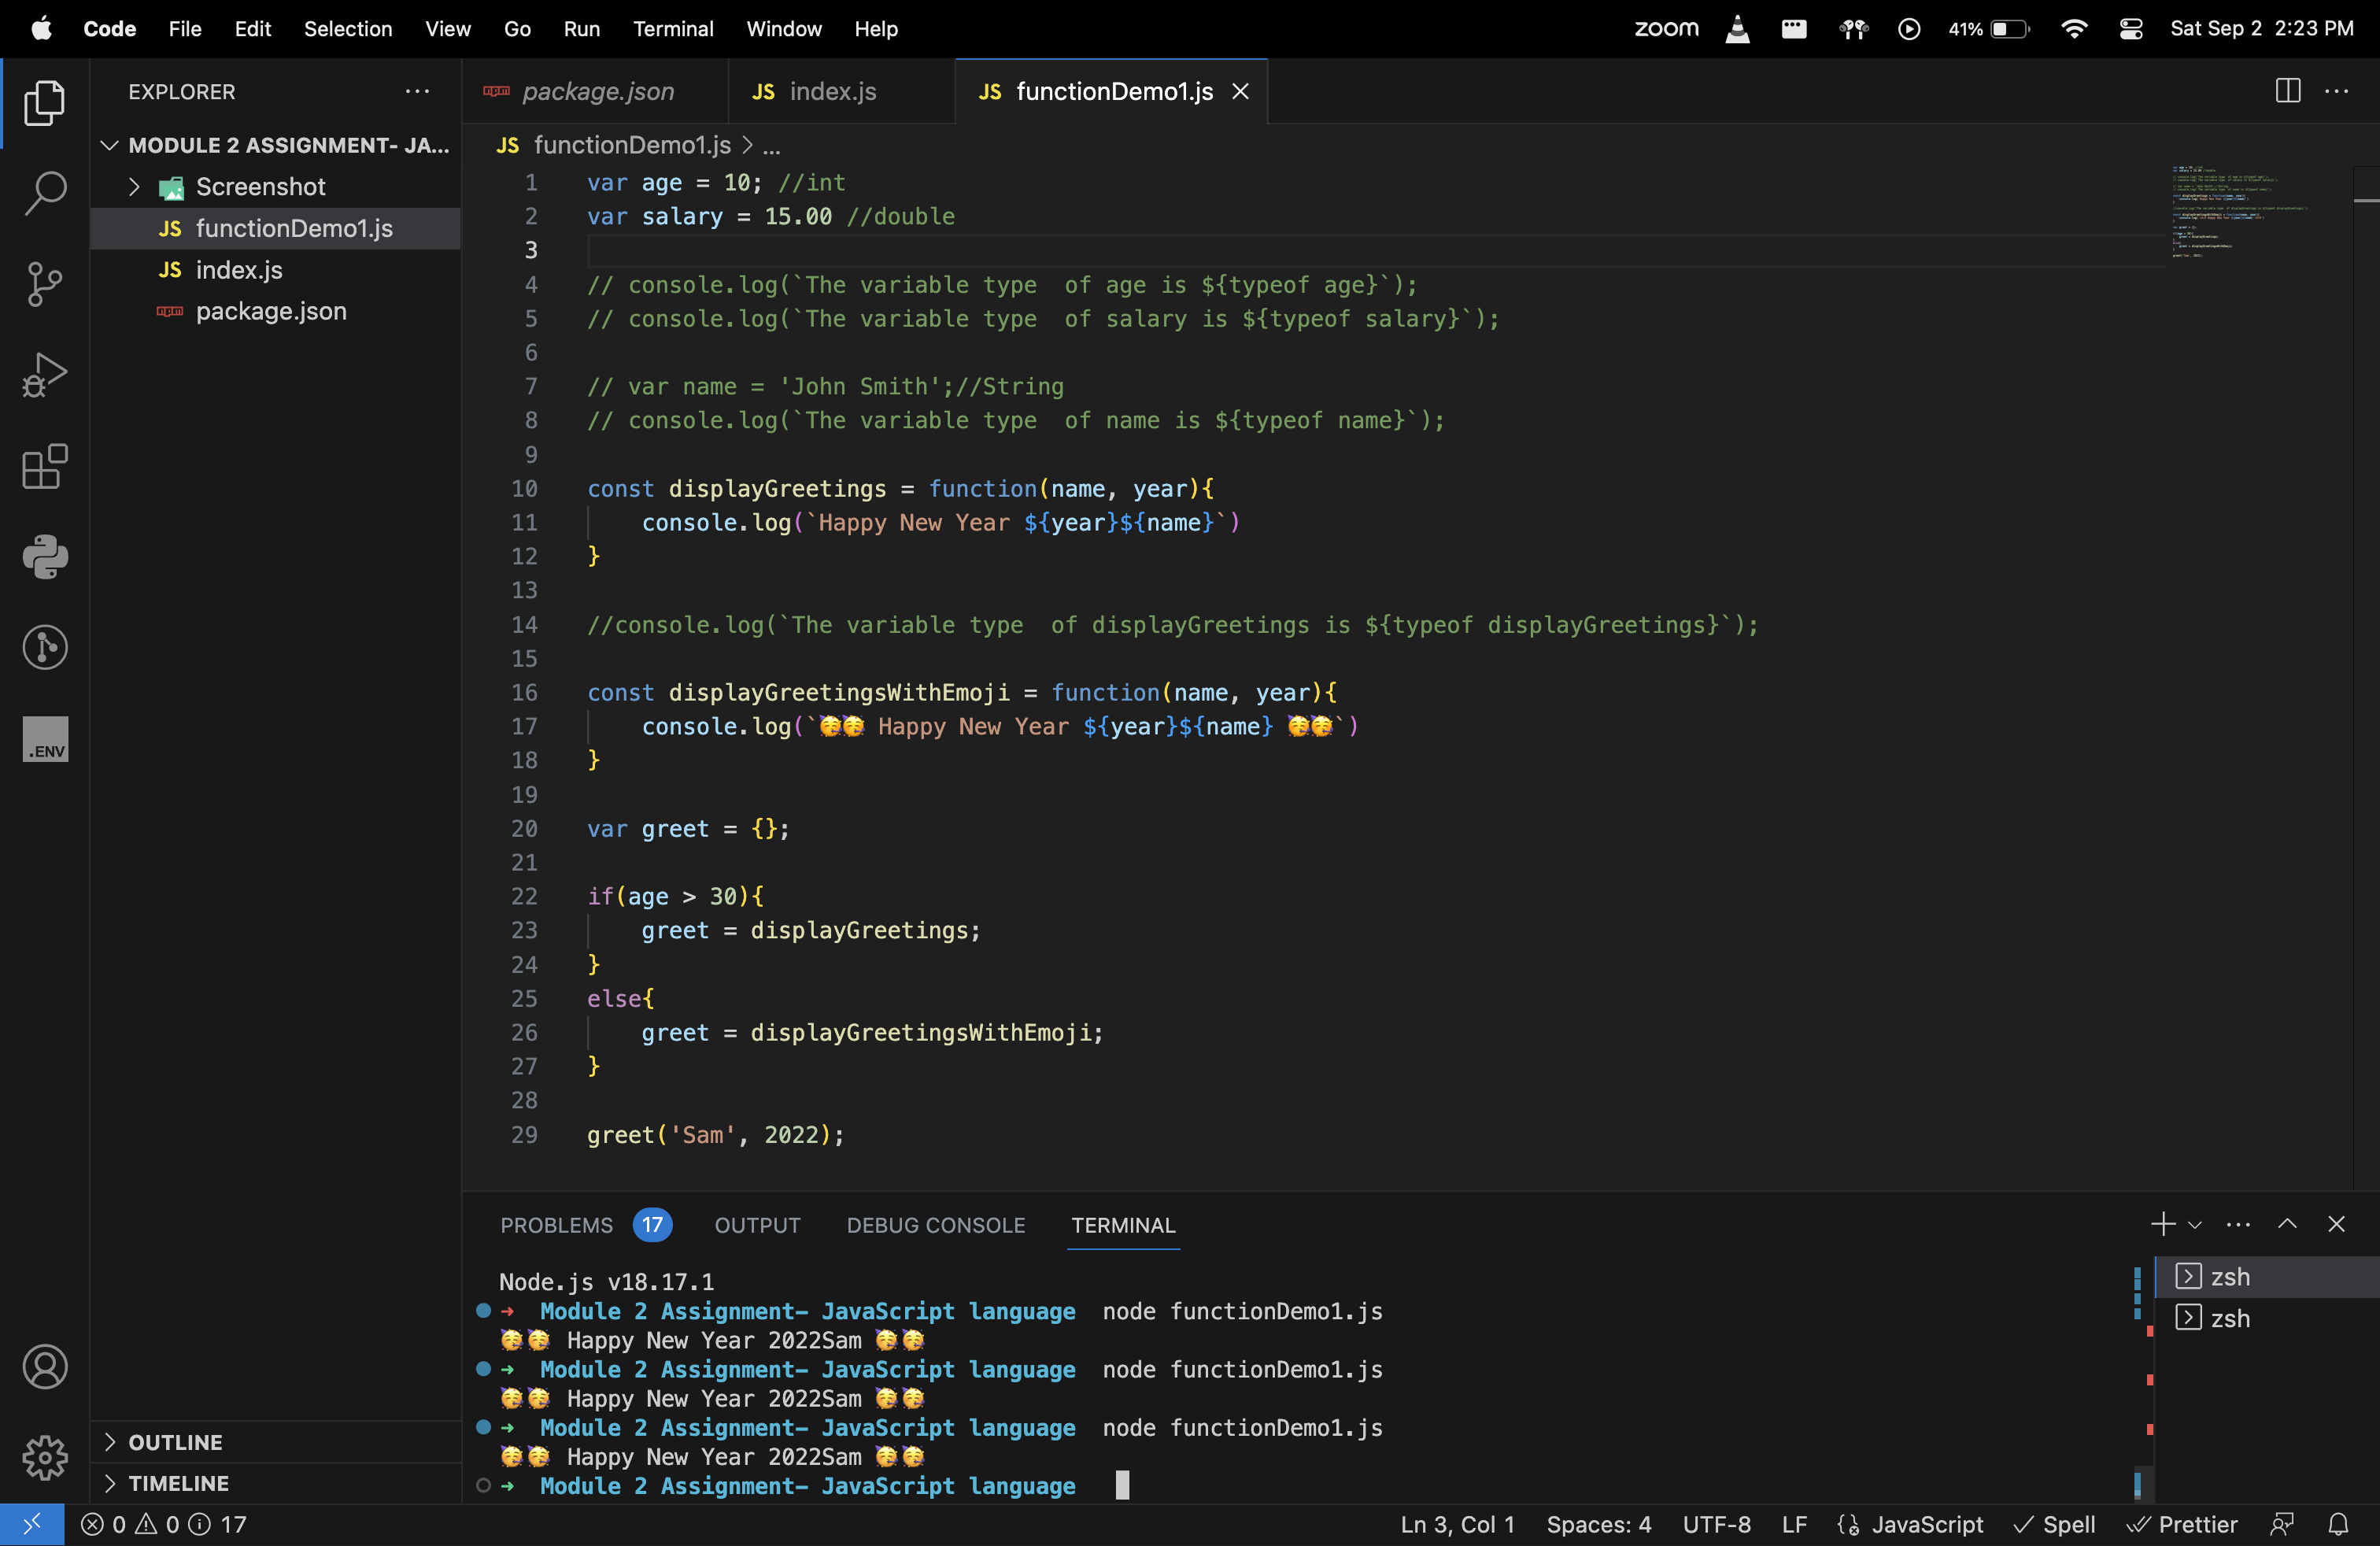 Code File Edit Selection View Go Run Terminal Window Help zoom 41% Sat Sep 2 2:23 PM
EXPLORER
MODULE 2 ASSIGNMENT- JA...
Screenshot
JS functionDemo1.js
JS index.js
package.json
OUTLINE
TIMELINE
.ENV
package.json JS index.js JS functionDemo1.js
JS functionDemo1.js > ...
1 var age = 10; //int
2 var salary = 15.00 //double
3
4 // console.log(`The variable type  of age is ${typeof age}`);
5 // console.log(`The variable type  of salary is ${typeof salary}`);
6
7 // var name = 'John Smith';//String
8 // console.log(`The variable type  of name is ${typeof name}`);
9
10 const displayGreetings = function(name, year){
11     console.log(`Happy New Year ${year}${name}`)
12 }
13
14 //console.log(`The variable type  of displayGreetings is ${typeof displayGreetings}`);
15
16 const displayGreetingsWithEmoji = function(name, year){
17     console.log(`🥳🥳 Happy New Year ${year}${name} 🥳🥳`)
18 }
19
20 var greet = {};
21
22 if(age > 30){
23     greet = displayGreetings;
24 }
25 else{
26     greet = displayGreetingsWithEmoji;
27 }
28
29 greet('Sam', 2022);
PROBLEMS 17 OUTPUT DEBUG CONSOLE TERMINAL
Node.js v18.17.1
➜ Module 2 Assignment- JavaScript language node functionDemo1.js
🥳🥳 Happy New Year 2022Sam 🥳🥳
➜ Module 2 Assignment- JavaScript language node functionDemo1.js
🥳🥳 Happy New Year 2022Sam 🥳🥳
➜ Module 2 Assignment- JavaScript language node functionDemo1.js
🥳🥳 Happy New Year 2022Sam 🥳🥳
➜ Module 2 Assignment- JavaScript language
zsh
zsh
0 0 17 Ln 3, Col 1 Spaces: 4 UTF-8 LF JavaScript Spell Prettier